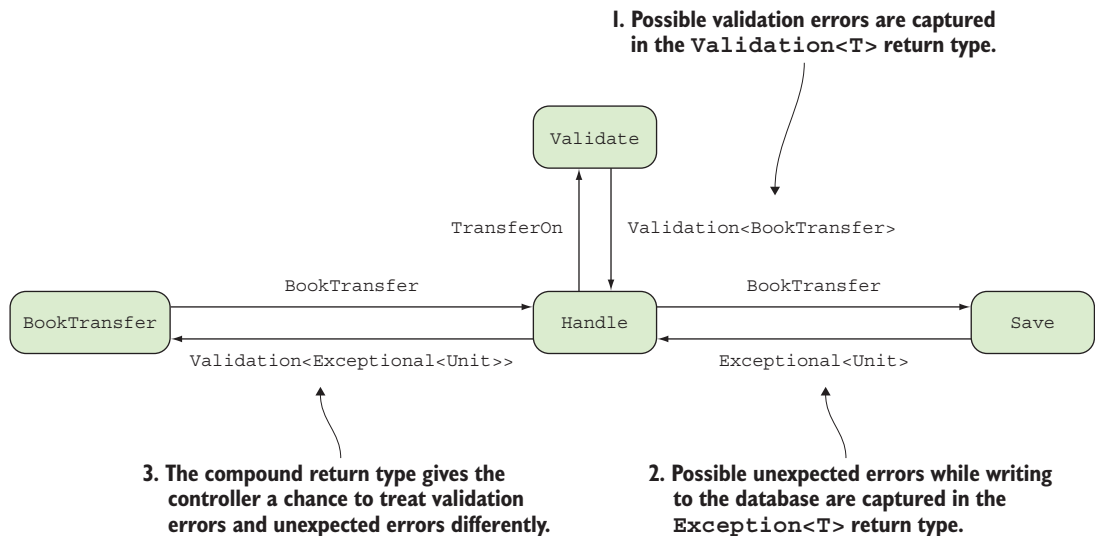 1. Possible validation errors are captured
in the Validation<T> return type.
Validate
TransferOn
Validation<BookTransfer>
BookTransfer
BookTransfer
BookTransfer
Handle
Save
Validation<Exceptional<Unit>>
Exceptional<Unit>
3. The compound return type gives the
controller a chance to treat validation
errors and unexpected errors differently.
2. Possible unexpected errors while writing
to the database are captured in the
Exception<T> return type.